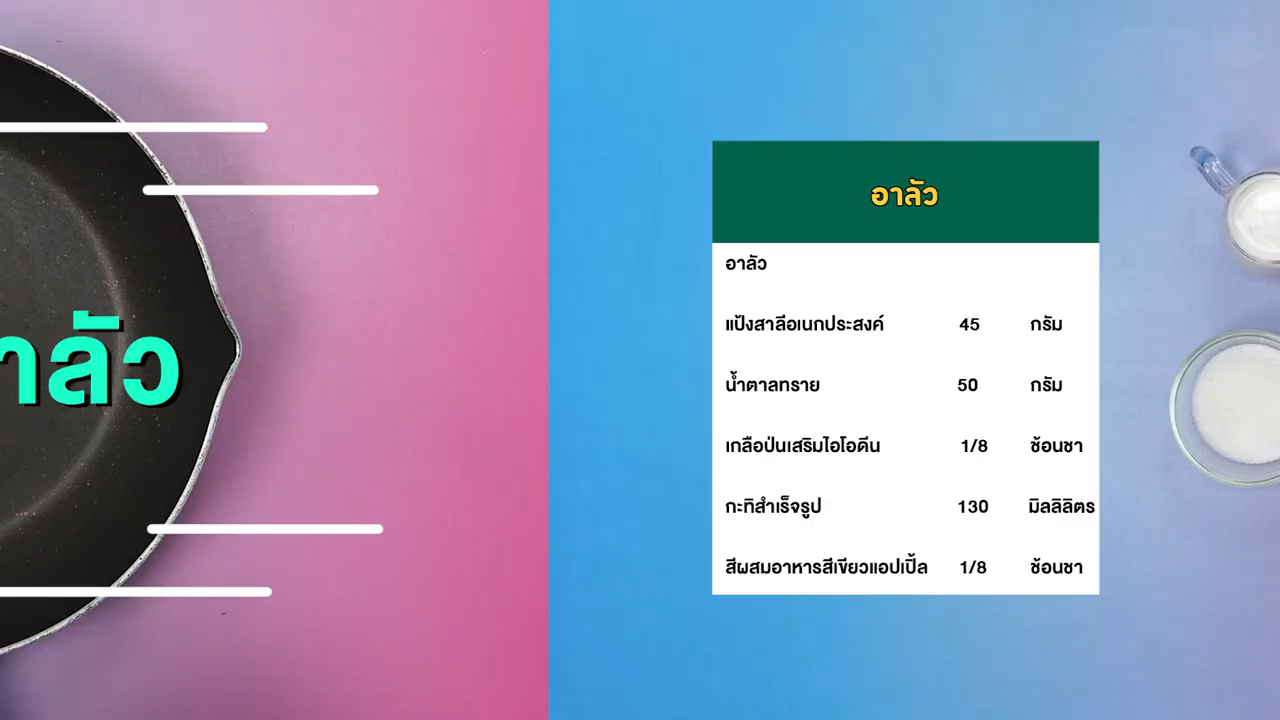 าลัว
อาลัว
อาลัว
แป้งสาลีอเนกประสงค์ 45 กรัม
น้ำตาลทราย 50 กรัม
เกลือป่นเสริมไอโอดีน 1/8 ช้อนชา
กะทิสำเร็จรูป 130 มิลลิลิตร
สีผสมอาหารสีเขียวแอปเปิ้ล 1/8 ช้อนชา